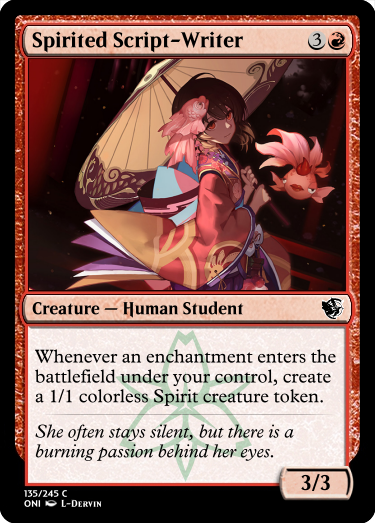 Spirited Script-Writer 3
Creature — Human Student
Whenever an enchantment enters the
battlefield under your control, create
a 1/1 colorless Spirit creature token.
She often stays silent, but there is a
burning passion behind her eyes.
3/3
135/245 C
ONI L-Dervin